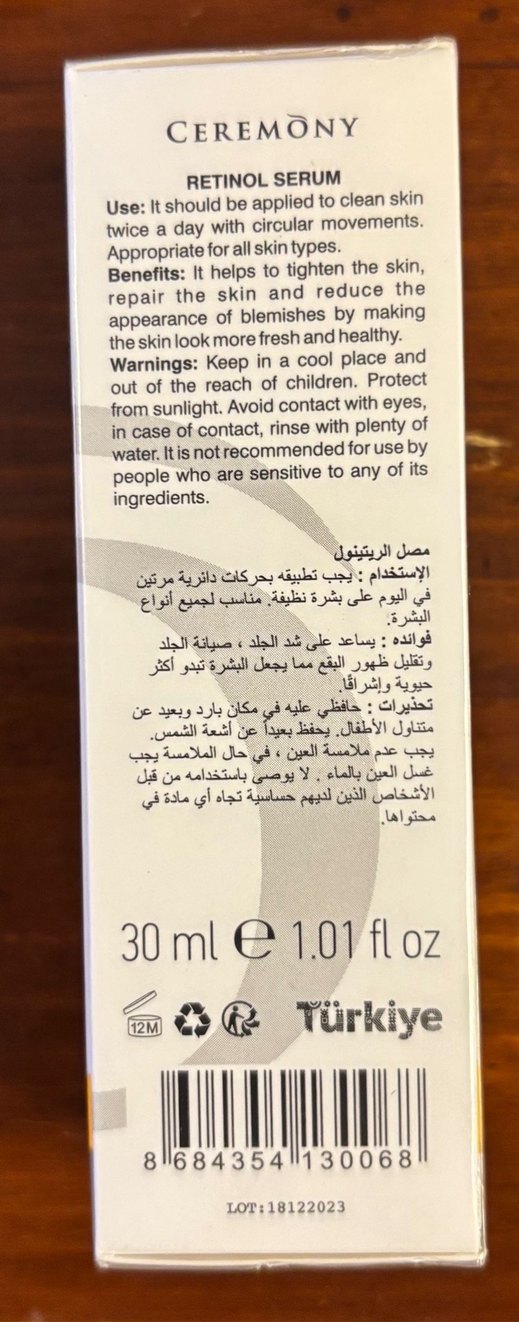 CEREMONY
RETINOL SERUM
Use: It should be applied to clean skin
twice a day with circular movements.
Appropriate for all skin types.
Benefits: It helps to tighten the skin,
repair the skin and reduce the
appearance of blemishes by making
the skin look more fresh and healthy.
Warnings: Keep in a cool place and
out of the reach of children. Protect
from sunlight. Avoid contact with eyes,
in case of contact, rinse with plenty of
water. It is not recommended for use by
people who are sensitive to any of its
ingredients.
مصل الريتينول
الإستخدام : يجب تطبيقه بحركات دائرية مرتين
في اليوم على بشرة نظيفة. مناسب لجميع أنواع
البشرة.
فوائده : يساعد على شد الجلد ، صيانة الجلد
وتقليل ظهور البقع مما يجعل البشرة تبدو أكثر
حيوية وإشراقًا.
تحذيرات : حافظي عليه في مكان بارد وبعيد عن
متناول الأطفال. يحفظ بعيداً عن أشعة الشمس.
يجب عدم ملامسة العين ، في حال الملامسة يجب
غسل العين بالماء . لا يوصى باستخدامه من قبل
الأشخاص الذين لديهم حساسية تجاه أي مادة في
محتواها.
30 ml ℮ 1.01 fl oz
12M Türkiye
8 684354 130068
LOT:18122023